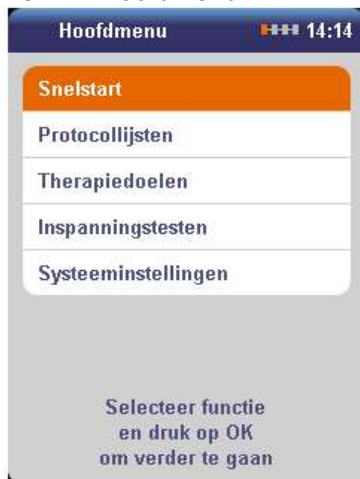 Hoofdmenu 14:14
Snelstart
Protocollijsten
Therapiedoelen
Inspanningstesten
Systeeminstellingen
Selecteer functie
en druk op OK
om verder te gaan